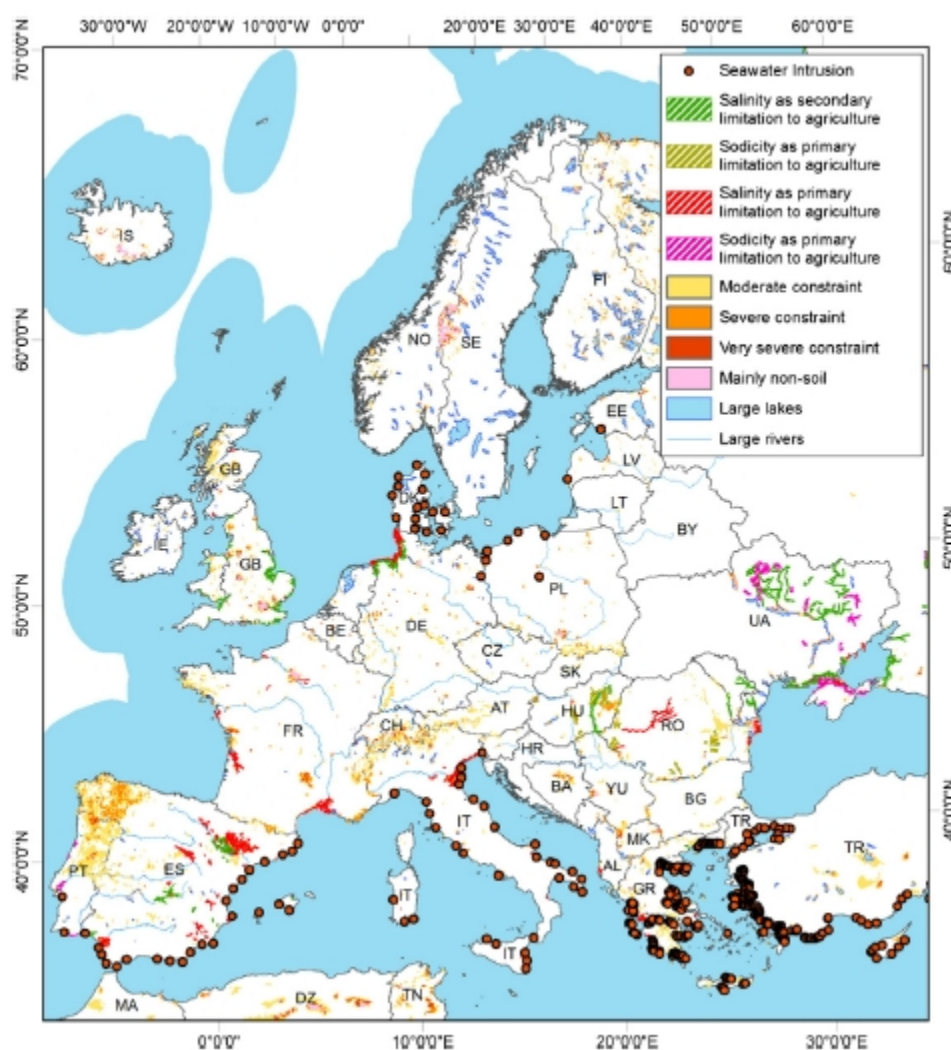 30°0'0"W 20°0'0"W 10°0'0"W 0°0'0" 20°0'0"E 30°0'0"E 40°0'0"E 50°0'0"E 60°0'0"E
70°0'0"N
Seawater Intrusion
Salinity as secondary
limitation to agriculture
Sodicity as primary
limitation to agriculture
Salinity as primary
limitation to agriculture
Sodicity as primary
limitation to agriculture
Moderate constraint
Severe constraint
Very severe constraint
Mainly non-soil
Large lakes
Large rivers
IS
FI
60°0'0"N
NO SE
EE
GB
LV
DK
LT
IE
BY
GB
PL
50°0'0"N
UA
BE
DE
CZ
SK
AT
HU
FR
CH
RO
HR
BA
YU
BG
IT
TR
MK
40°0'0"N
PT
ES
AL
TR
IT
GR
IT
MA
DZ
TN
0°0'0" 10°0'0"E 20°0'0"E 30°0'0"E